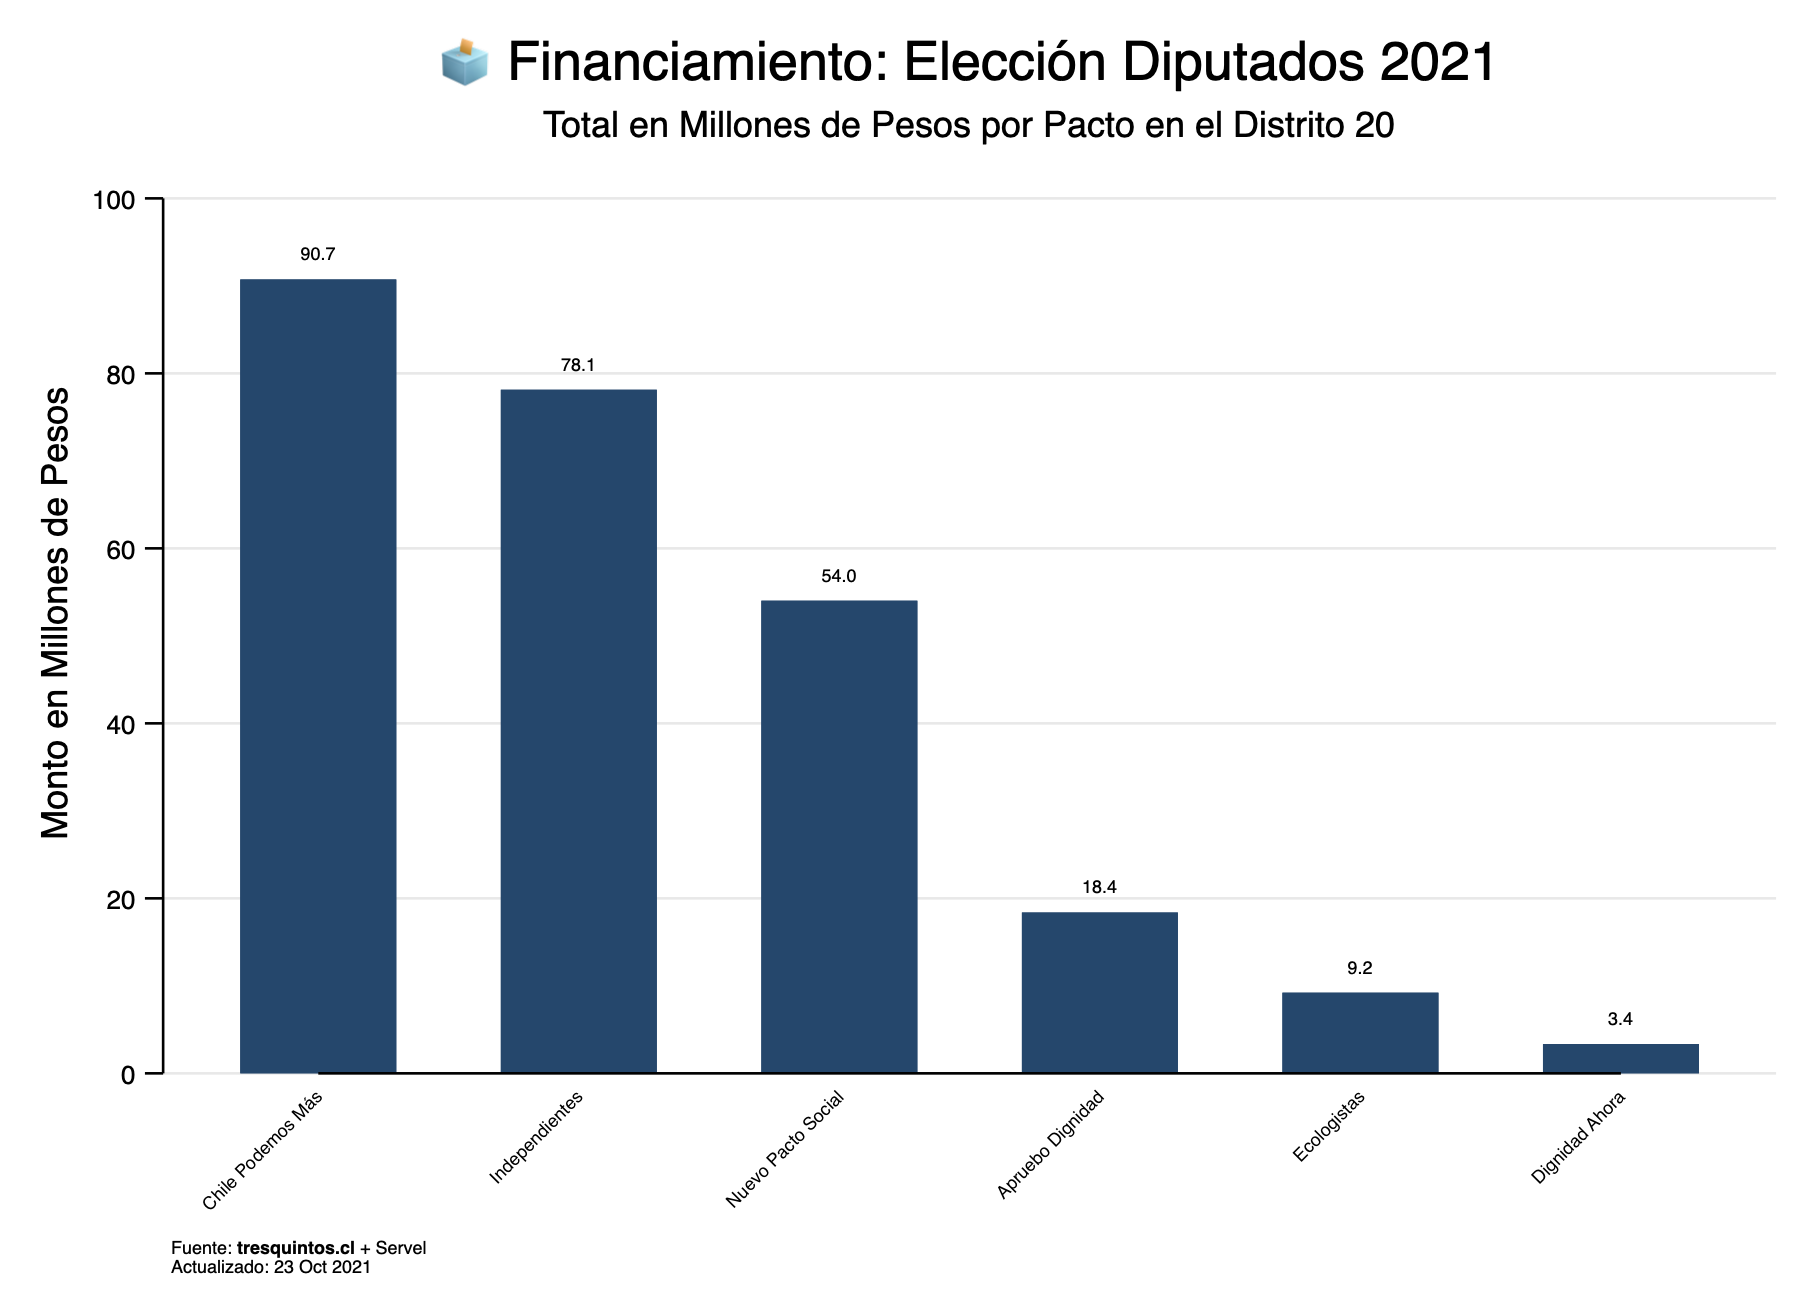 Financiamiento: Elección Diputados 2021
Total en Millones de Pesos por Pacto en el Distrito 20
Monto en Millones de Pesos
100
80
60
40
20
0
90.7
78.1
54.0
18.4
9.2
3.4
Chile Podemos Más
Independientes
Nuevo Pacto Social
Apruebo Dignidad
Ecologistas
Dignidad Ahora
Fuente: tresquintos.cl + Servel
Actualizado: 23 Oct 2021